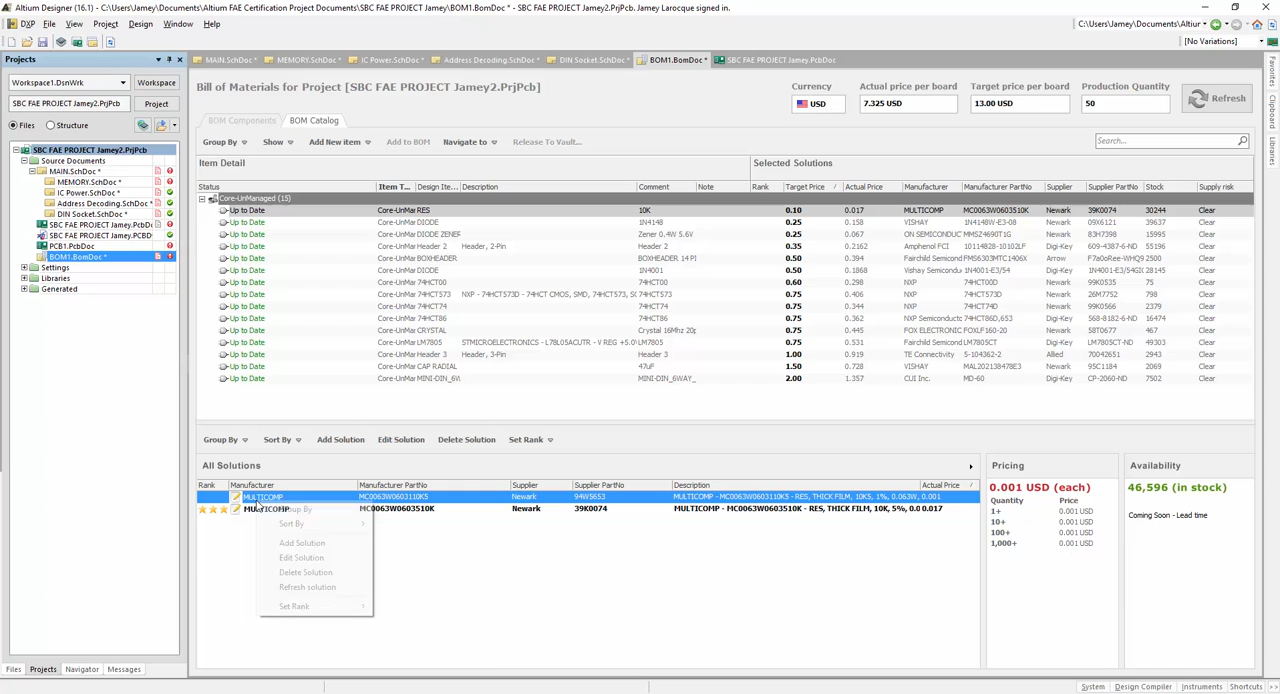 Altium Designer (16.1) - C:\Users\Jamey\Documents\Altium FAE Certification Project Documents\SBC FAE PROJECT Jamey\BOM1.BomDoc * - SBC FAE PROJECT Jamey2.PrjPcb. Jamey Larocque signed in.
DXP File Edit View Project Design Window Help C:\Users\Jamey\Documents\Altiur
[No Variations]
Projects MAIN.SchDoc * MEMORY.SchDoc * IC Power.SchDoc * Address Decoding.SchDoc * DIN Socket.SchDoc * BOM1.BomDoc * SBC FAE PROJECT Jamey.PcbDoc
Workspace1.DsnWrk Workspace
SBC FAE PROJECT Jamey2.PrjPcb Project
Files Structure
SBC FAE PROJECT Jamey2.PrjPcb
Source Documents
MAIN.SchDoc *
MEMORY.SchDoc *
IC Power.SchDoc *
Address Decoding.SchDoc *
DIN Socket.SchDoc *
SBC FAE PROJECT Jamey.PcbDo
SBC FAE PROJECT Jamey.PCBD
PCB1.PcbDoc
BOM1.BomDoc *
Settings
Libraries
Generated
Bill of Materials for Project [SBC FAE PROJECT Jamey2.PrjPcb]
Currency Actual price per board Target price per board Production Quantity
USD 7.325 USD 13.00 USD 50 Refresh
BOM Components BOM Catalog
Group By Show Add New item Add to BOM Navigate to Release To Vault... Search...
Item Detail Selected Solutions
Status Item T... Design Ite... Description Comment Note Rank Target Price Actual Price Manufacturer Manufacturer PartNo Supplier Supplier PartNo Stock Supply risk
Core-UnManaged (15)
Up to Date Core-UnMar RES 10K 0.10 0.017 MULTICOMP MC0063W0603510K Newark 39K0074 30244 Clear
Up to Date Core-UnMar DIODE 1N4148 0.25 0.158 VISHAY 1N4148W-E3-08 Newark 09X6121 39637 Clear
Up to Date Core-UnMar DIODE ZENEF Zener 0,4W 5.6V 0.25 0.067 ON SEMICONDUC MMSZ4690T1G Newark 83H7398 15995 Clear
Up to Date Core-UnMar Header 2 Header, 2-Pin Header 2 0.35 0.2162 Amphenol FCI 10114828-10102LF Digi-Key 609-4387-6-ND 55196 Clear
Up to Date Core-UnMar BOXHEADER BOXHEADER 14 PI 0.50 0.394 Fairchild Semicond FMS6303MTC1406X Arrow F7a0oRee-WHQ9 2500 Clear
Up to Date Core-UnMar DIODE 1N4001 0.50 0.1868 Vishay Semicondu 1N4001-E3/54 Digi-Key 1N4001-E3/54GI 28145 Clear
Up to Date Core-UnMar 74HCT00 74HCT00 0.60 0.298 NXP 74HCT00D Newark 99K0535 75 Clear
Up to Date Core-UnMar 74HCT573 NXP - 74HCT573D - 74HCT CMOS, SMD, 74HCT573, SC 74HCT573 0.75 0.406 NXP 74HCT573D Newark 26M7752 798 Clear
Up to Date Core-UnMar 74HCT74 74HCT74 0.75 0.344 NXP 74HCT74D Newark 99K0566 2379 Clear
Up to Date Core-UnMar 74HCT86 74HCT86 0.75 0.362 NXP Semiconducto 74HCT86D,653 Digi-Key 568-8182-6-ND 16474 Clear
Up to Date Core-UnMar CRYSTAL Crystal 16Mhz 20p 0.75 0.445 FOX ELECTRONIC FOXLF160-20 Newark 58T0677 467 Clear
Up to Date Core-UnMar LM7805 STMICROELECTRONICS - L78L05ACUTR - V REG +5.0V LM7805 0.75 0.531 Fairchild Semicond LM7805CT Digi-Key LM7805CT-ND 49303 Clear
Up to Date Core-UnMar Header 3 Header, 3-Pin Header 3 1.00 0.919 TE Connectivity 5-104362-2 Allied 70042651 2943 Clear
Up to Date Core-UnMar CAP RADIAL 47uF 1.50 0.728 VISHAY MAL202138478E3 Newark 95C1184 2069 Clear
Up to Date Core-UnMar MINI-DIN_6W MINI-DIN_6WAY_ 2.00 1.357 CUI Inc. MD-60 Digi-Key CP-2060-ND 7502 Clear
Group By Sort By Add Solution Edit Solution Delete Solution Set Rank
All Solutions Pricing Availability
Rank Manufacturer Manufacturer PartNo Supplier Supplier PartNo Description Actual Price
MULTICOMP MC0063W0603110K5 Newark 94W5653 MULTICOMP - MC0063W0603110K5 - RES, THICK FILM, 10K5, 1%, 0.063W, 0.001
MULTICOMP MC0063W0603510K Newark 39K0074 MULTICOMP - MC0063W0603510K - RES, THICK FILM, 10K, 5%, 0.0 0.017
Group By
Sort By
Add Solution
Edit Solution
Delete Solution
Refresh solution
Set Rank
0.001 USD (each)
Quantity Price
1+ 0.001 USD
10+ 0.001 USD
100+ 0.001 USD
1,000+ 0.001 USD
46,596 (in stock)
Coming Soon - Lead time
Favorites
Clipboard
Libraries
Files Projects Navigator Messages
System Design Compiler Instruments Shortcuts >>